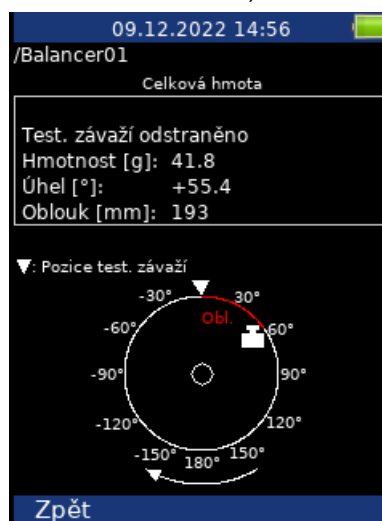 09.12.2022 14:56
/Balancer01
Celková hmota
Test. závaží odstraněno
Hmotnost [g]: 41.8
Úhel [°]: +55.4
Oblouk [mm]: 193
▼: Pozice test. závaží
-30° 30°
Obl.
-60° 60°
-90° 90°
-120° 120°
-150° 180° 150°
Zpět